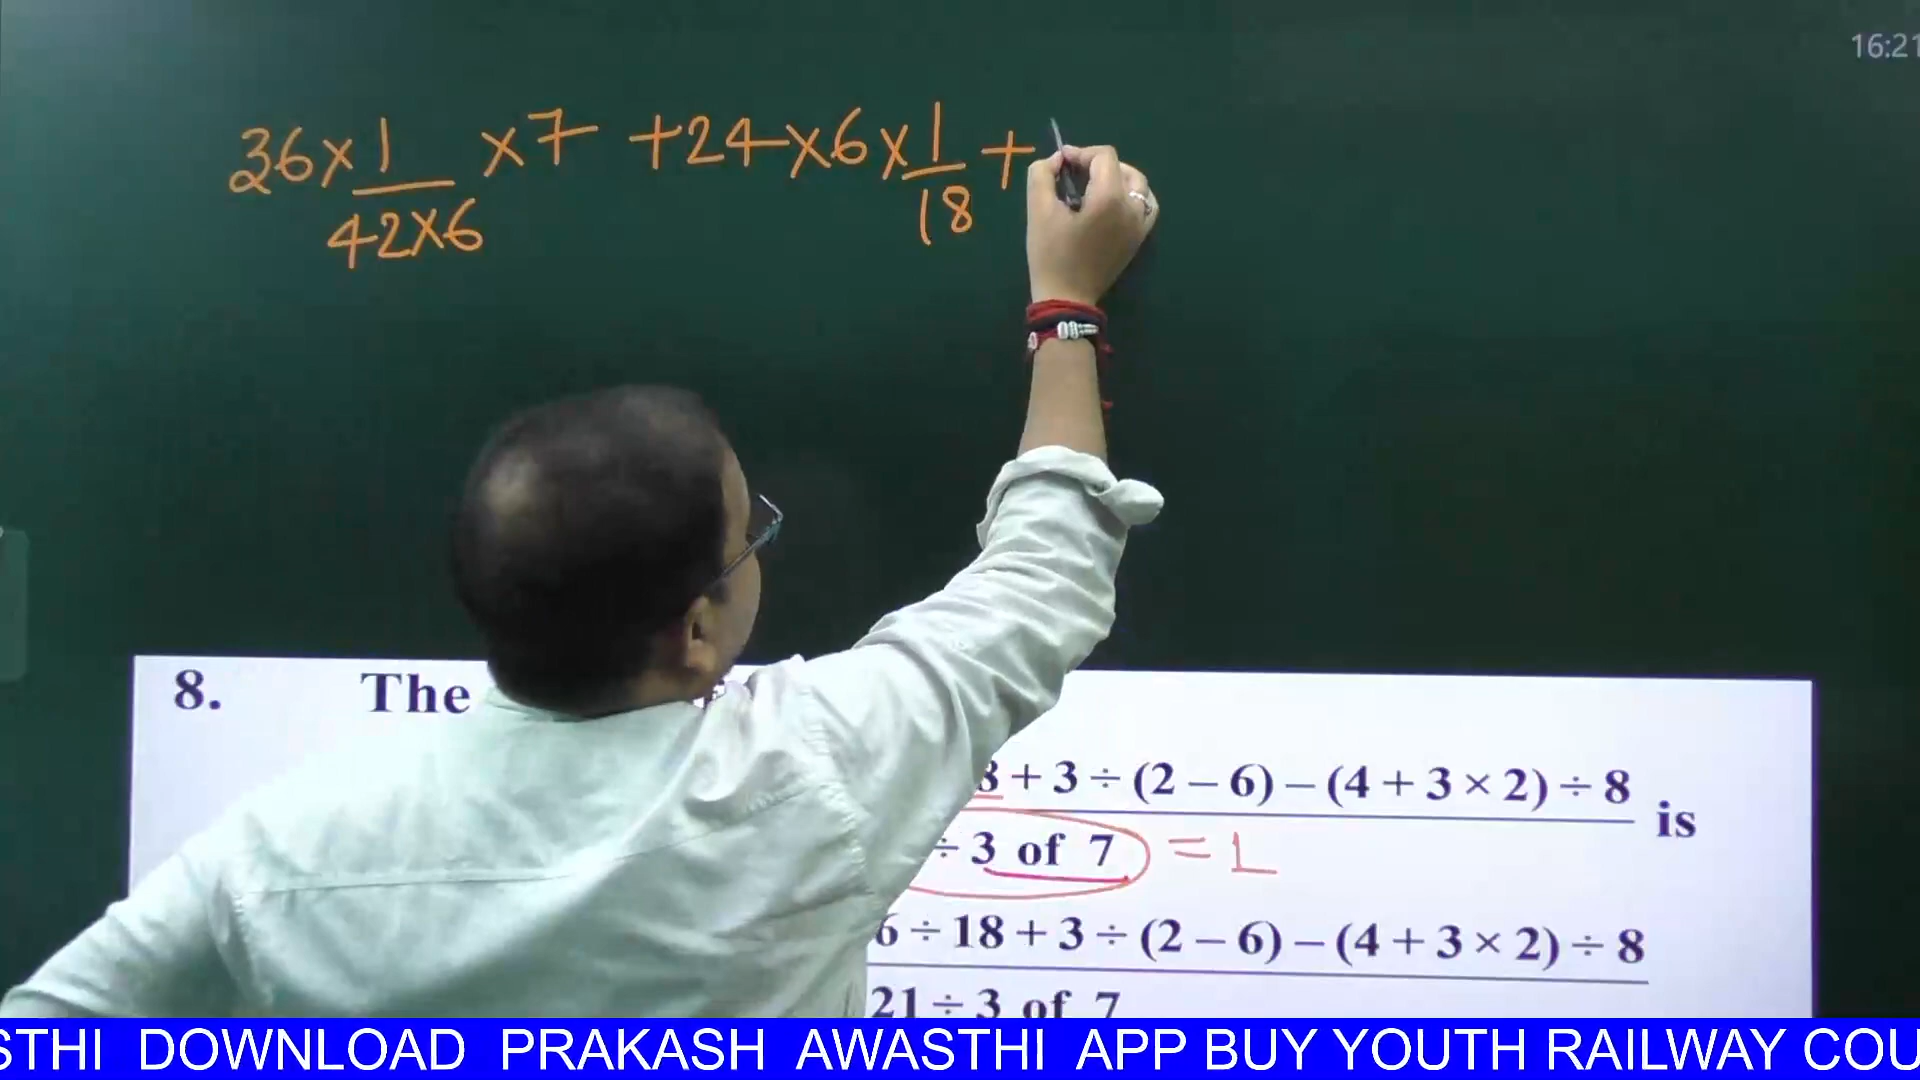 16:21
36 × 1/42×6 × 7 + 24 × 6 × 1/18 +
8. The
8 + 3 ÷ (2 – 6) – (4 + 3 × 2) ÷ 8
is
÷ 3 of 7 = 1
6 ÷ 18 + 3 ÷ (2 – 6) – (4 + 3 × 2) ÷ 8
21 ÷ 3 of 7
STHI DOWNLOAD PRAKASH AWASTHI APP BUY YOUTH RAILWAY COU